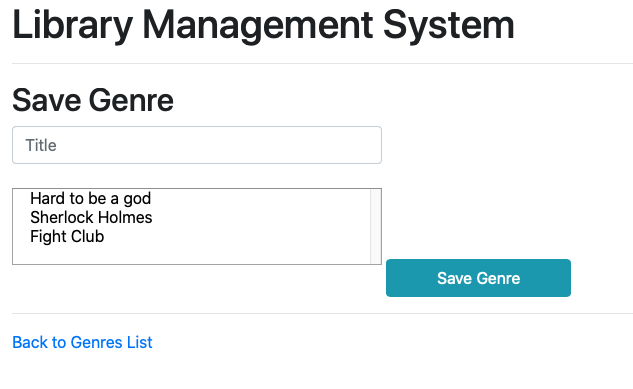 Library Management System
Save Genre
Title
Hard to be a god
Sherlock Holmes
Fight Club
Save Genre
Back to Genres List